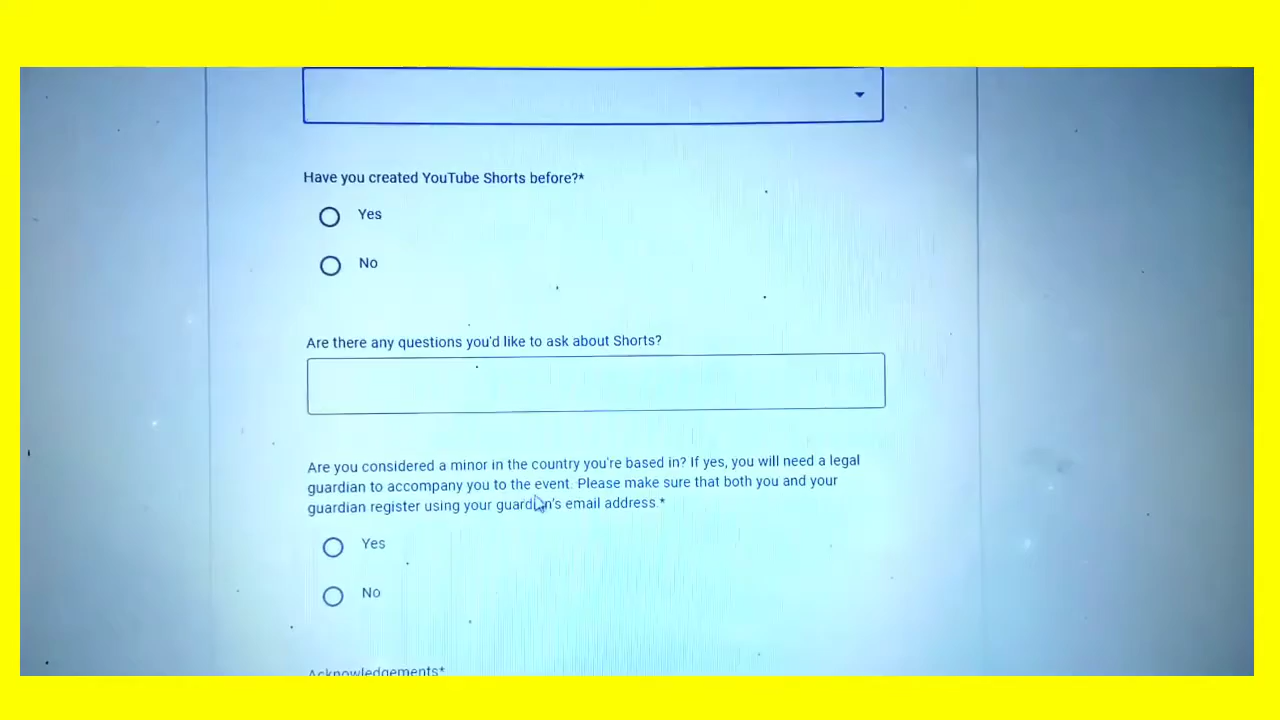 Have you created YouTube Shorts before?*
Yes
No
Are there any questions you'd like to ask about Shorts?
Are you considered a minor in the country you're based in? If yes, you will need a legal
guardian to accompany you to the event. Please make sure that both you and your
guardian register using your guardian's email address.*
Yes
No
Acknowledgements*